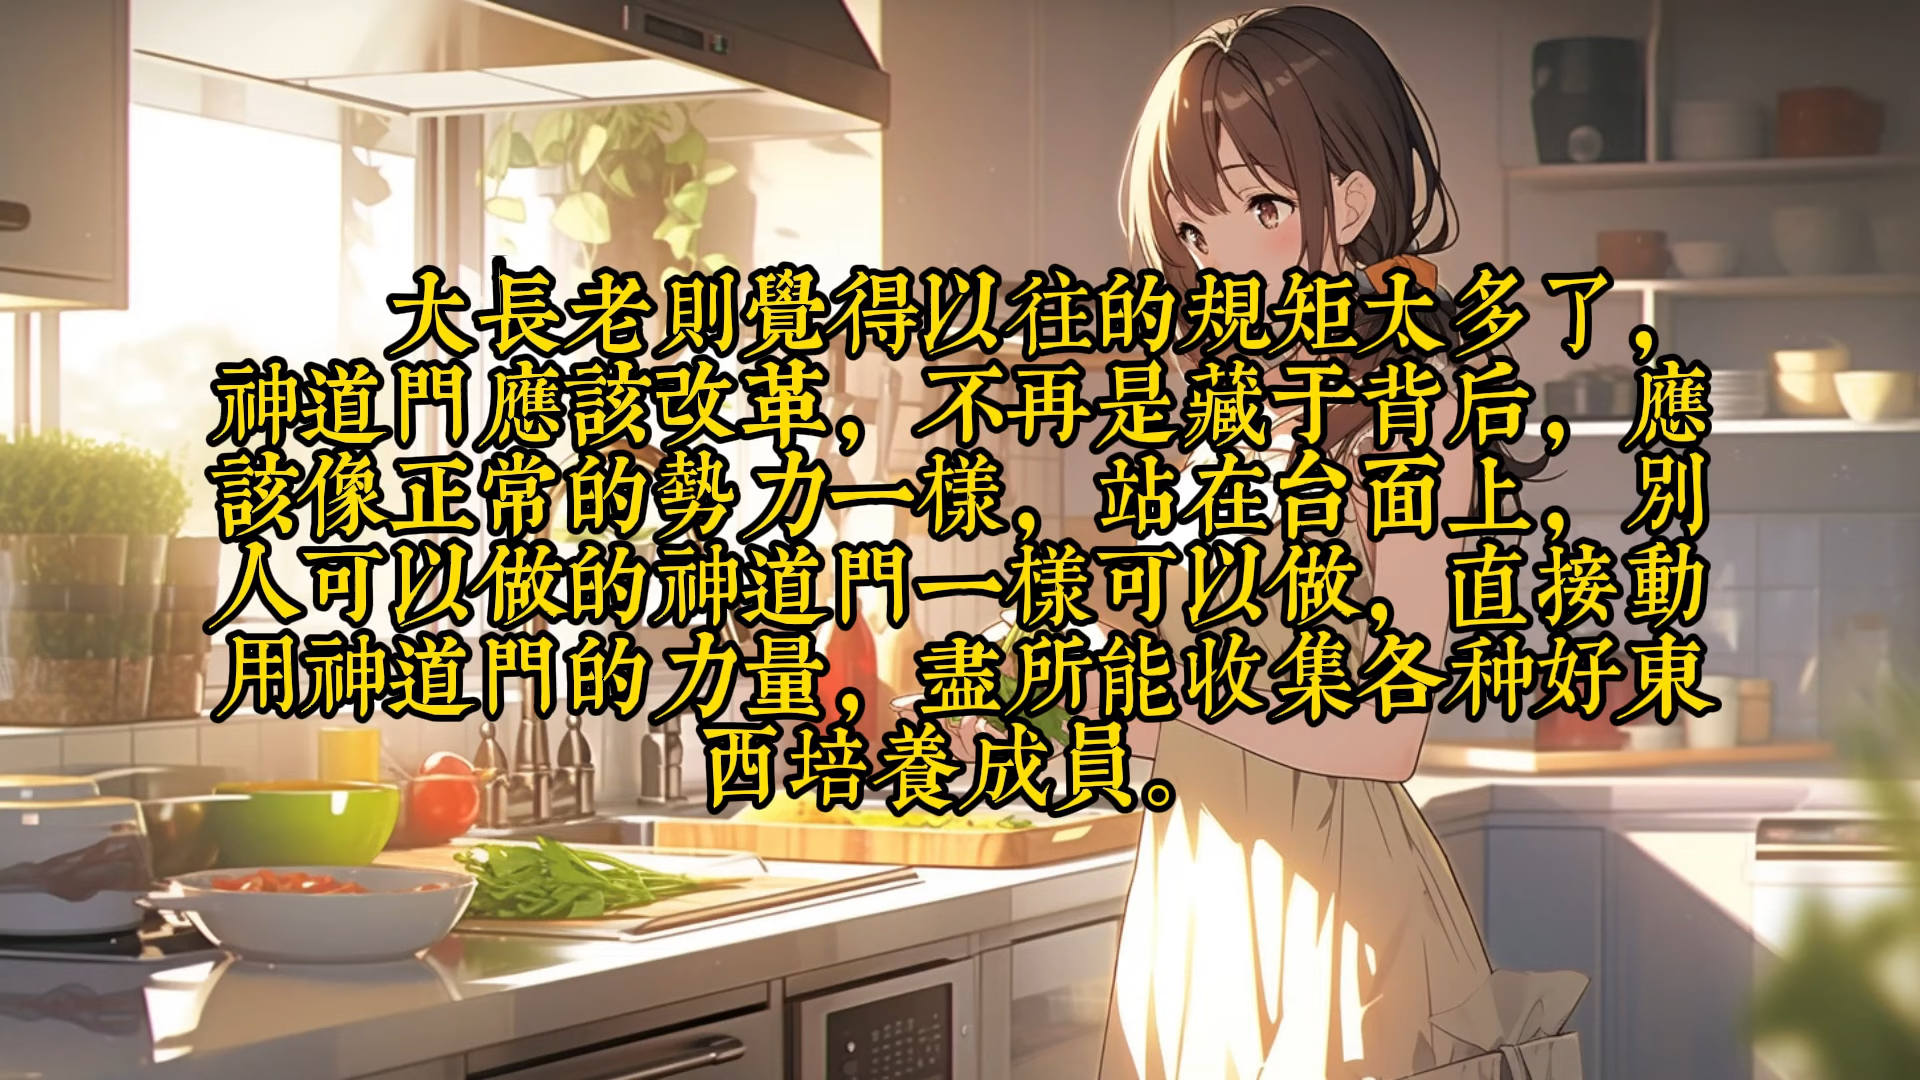 大長老則覺得以往的規矩太多了，
神道門應該改革，不再是藏于背后，應
該像正常的勢力一樣，站在台面上，別
人可以做的神道門一樣可以做，直接動
用神道門的力量，盡所能收集各种好東
西培養成員。